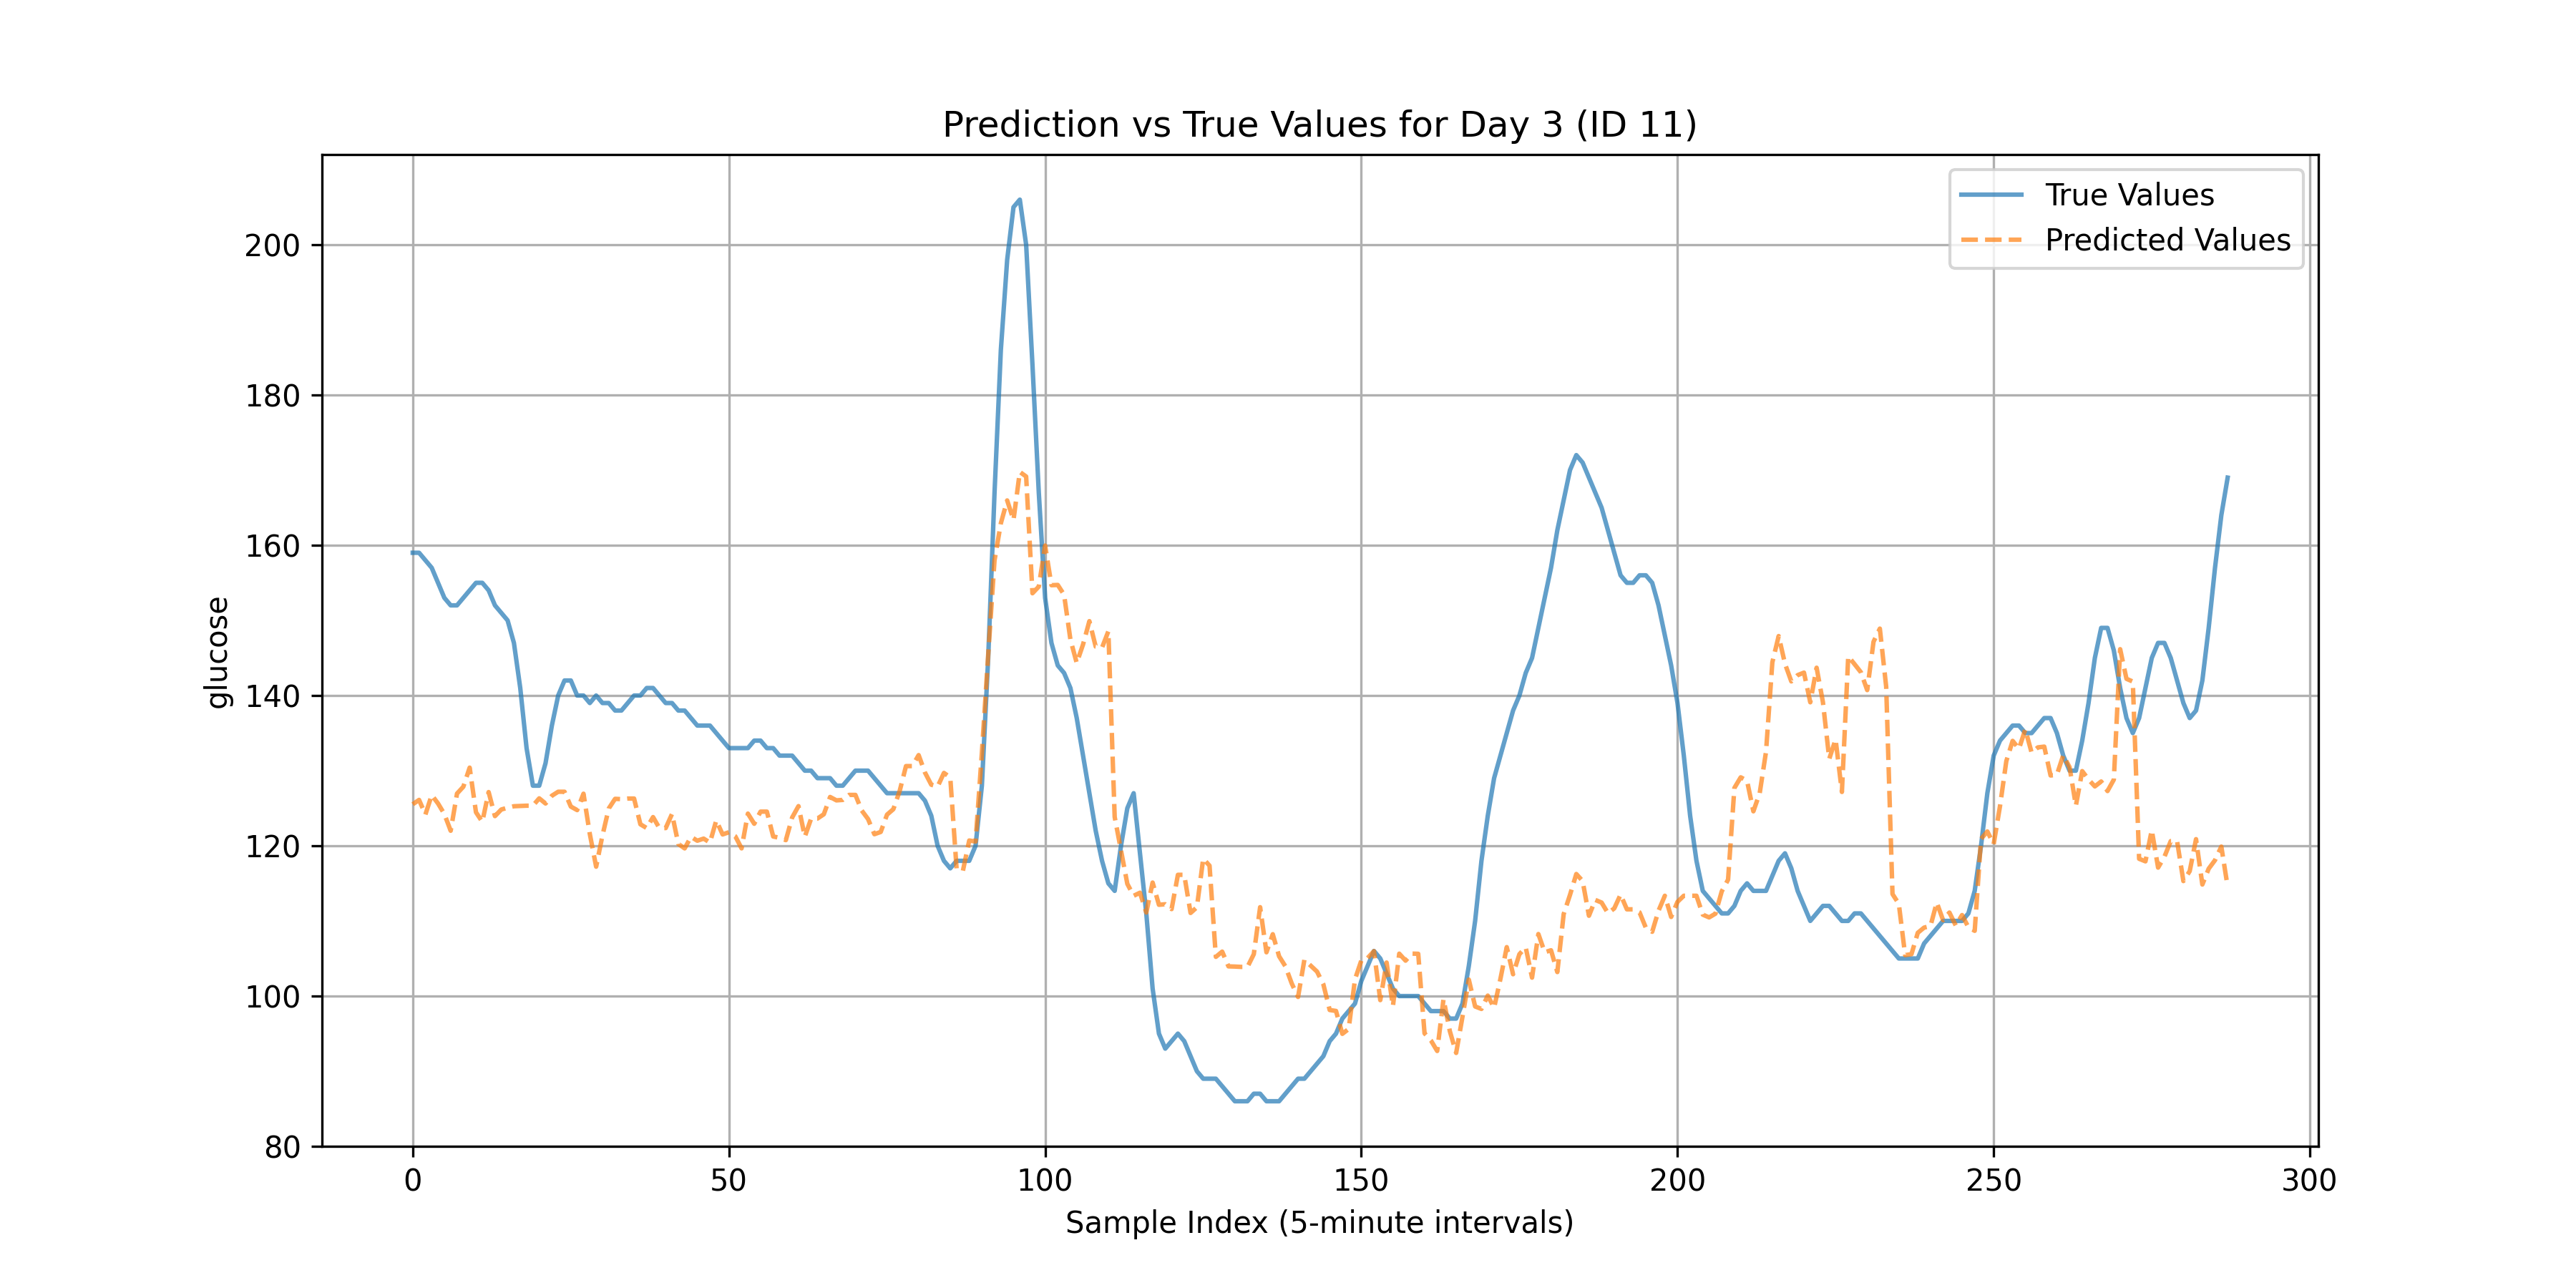 Prediction vs True Values for Day 3 (ID 11)
True Values
Predicted Values
glucose
200
180
160
140
120
100
80
0 50 100 150 200 250 300
Sample Index (5-minute intervals)